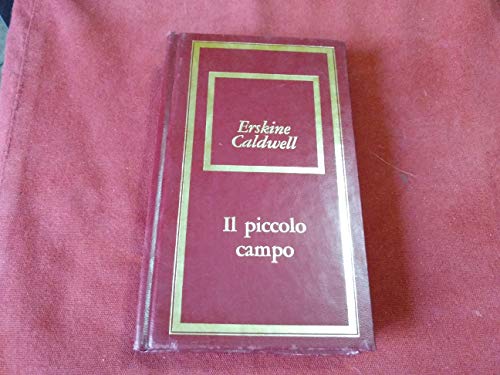 Erskine
Caldwell
Il piccolo
campo